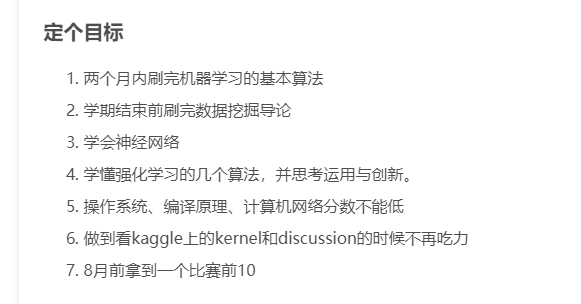 定个目标
1. 两个月内刷完机器学习的基本算法
2. 学期结束前刷完数据挖掘导论
3. 学会神经网络
4. 学懂强化学习的几个算法，并思考运用与创新。
5. 操作系统、编译原理、计算机网络分数不能低
6. 做到看kaggle上的kernel和discussion的时候不再吃力
7. 8月前拿到一个比赛前10